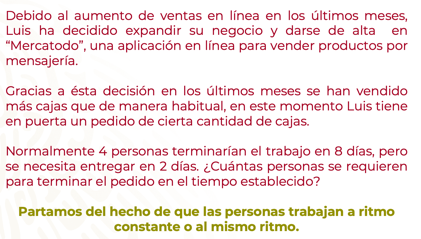 Debido al aumento de ventas en línea en los últimos meses,
Luis ha decidido expandir su negocio y darse de alta en
“Mercatodo”, una aplicación en línea para vender productos por
mensajería.
Gracias a ésta decisión en los últimos meses se han vendido
más cajas que de manera habitual, en este momento Luis tiene
en puerta un pedido de cierta cantidad de cajas.
Normalmente 4 personas terminarían el trabajo en 8 días, pero
se necesita entregar en 2 días. ¿Cuántas personas se requieren
para terminar el pedido en el tiempo establecido?
Partamos del hecho de que las personas trabajan a ritmo
constante o al mismo ritmo.